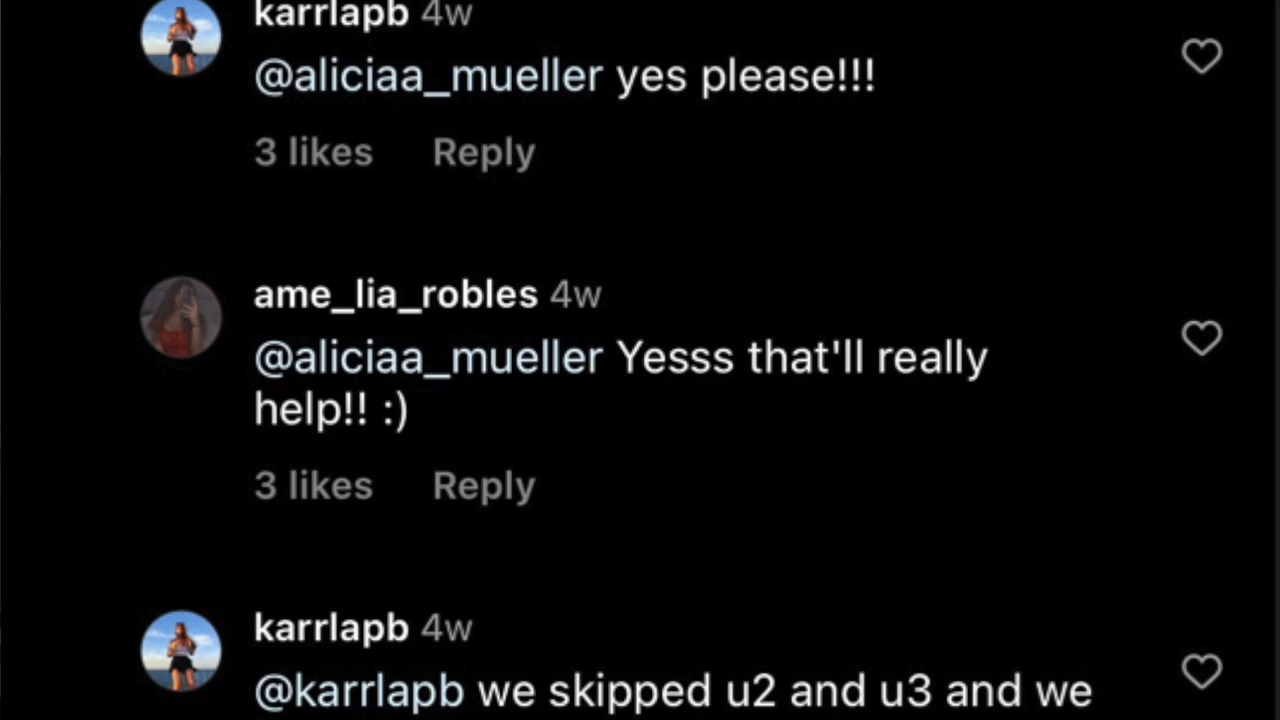 karrlapb 4w
@aliciaa_mueller yes please!!!
3 likes Reply
ame_lia_robles 4w
@aliciaa_mueller Yesss that'll really
help!! :)
3 likes Reply
karrlapb 4w
@karrlapb we skipped u2 and u3 and we